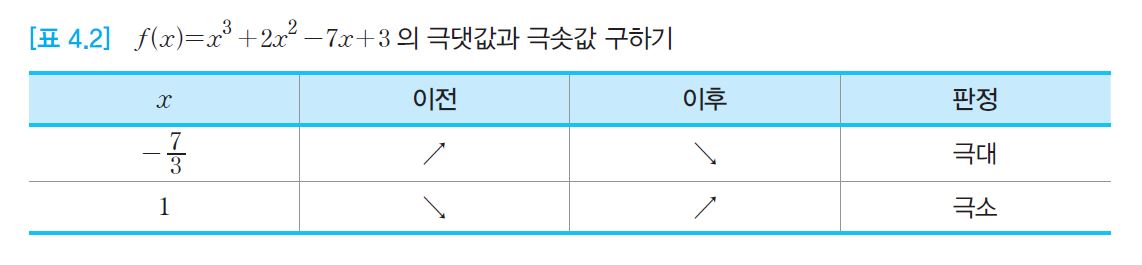 [표 4.2] f(x)=x³+2x²−7x+3의 극댓값과 극솟값 구하기
x 이전 이후 판정
−7/3 ↗ ↘ 극대
1 ↘ ↗ 극소